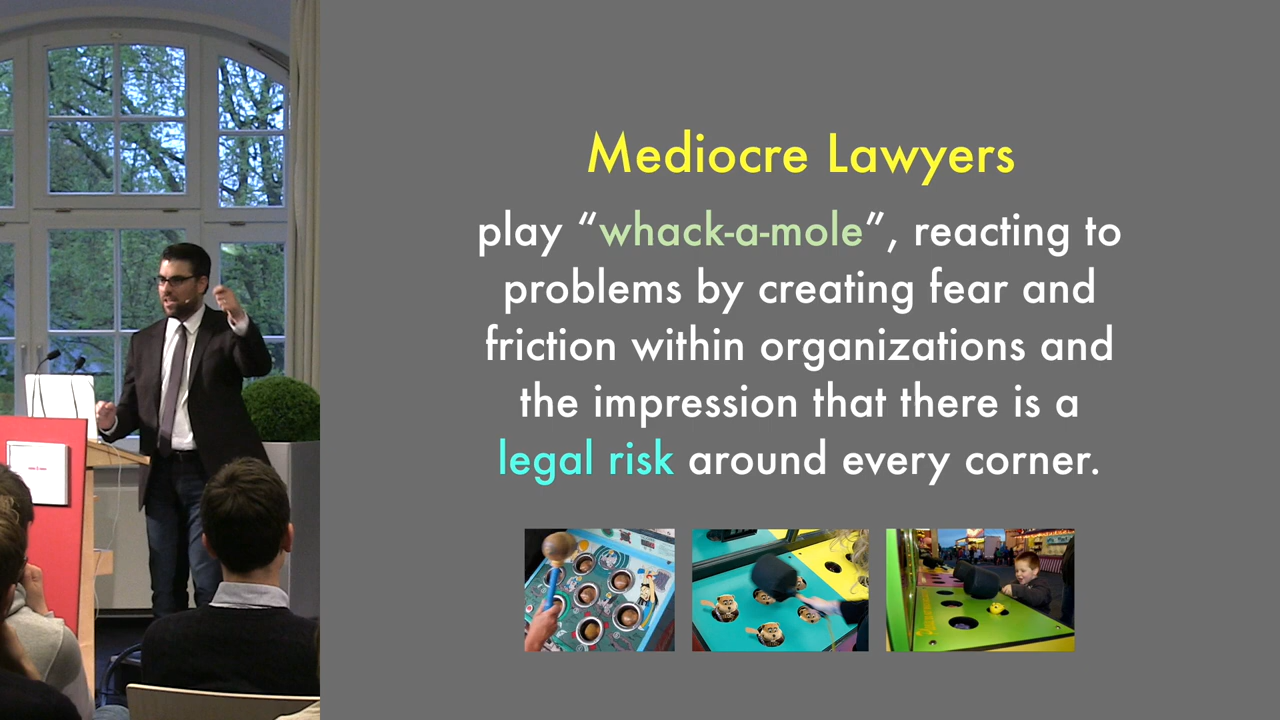 Mediocre Lawyers
play “whack-a-mole”, reacting to
problems by creating fear and
friction within organizations and
the impression that there is a
legal risk around every corner.